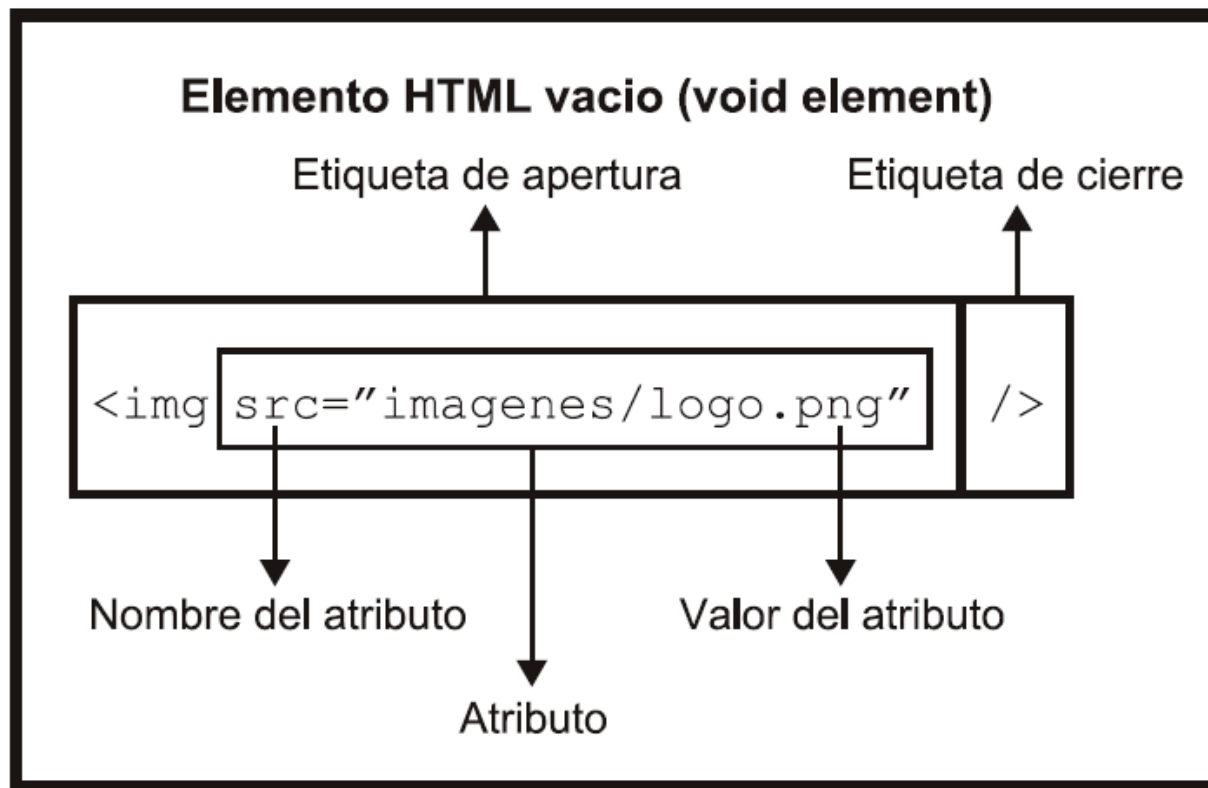 Elemento HTML vacio (void element)
Etiqueta de apertura
Etiqueta de cierre
<img src=”imagenes/logo.png” />
Nombre del atributo
Valor del atributo
Atributo